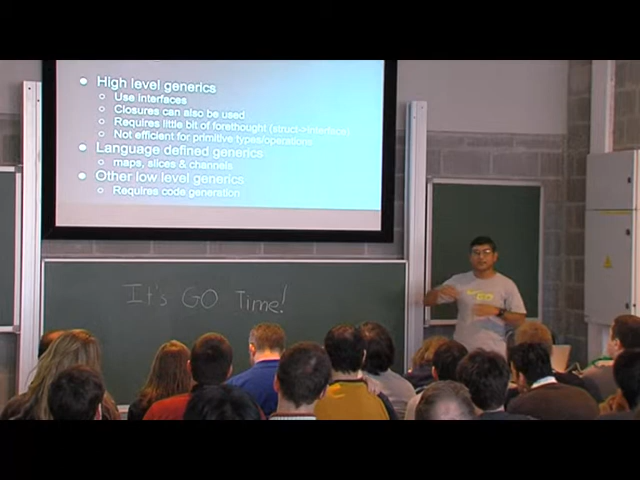 ● High level generics
○ Use interfaces
○ Closures can also be used
○ Requires little bit of forethought (struct->interface)
○ Not efficient for primitive types/operations
● Language defined generics
○ maps, slices & channels
● Other low level generics
○ Requires code generation
It's GO Time!